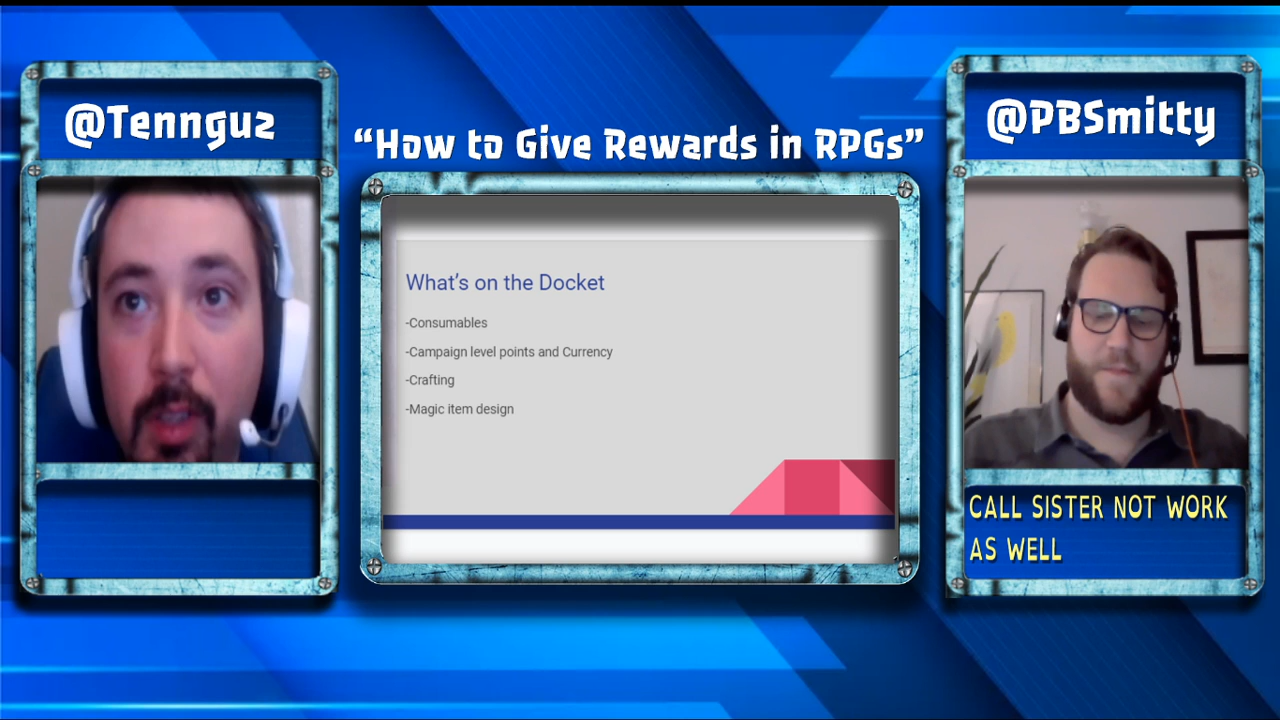 @Tennguz
“How to Give Rewards in RPGs”
@PBSmitty
What’s on the Docket
-Consumables
-Campaign level points and Currency
-Crafting
-Magic item design
CALL SISTER NOT WORK
AS WELL